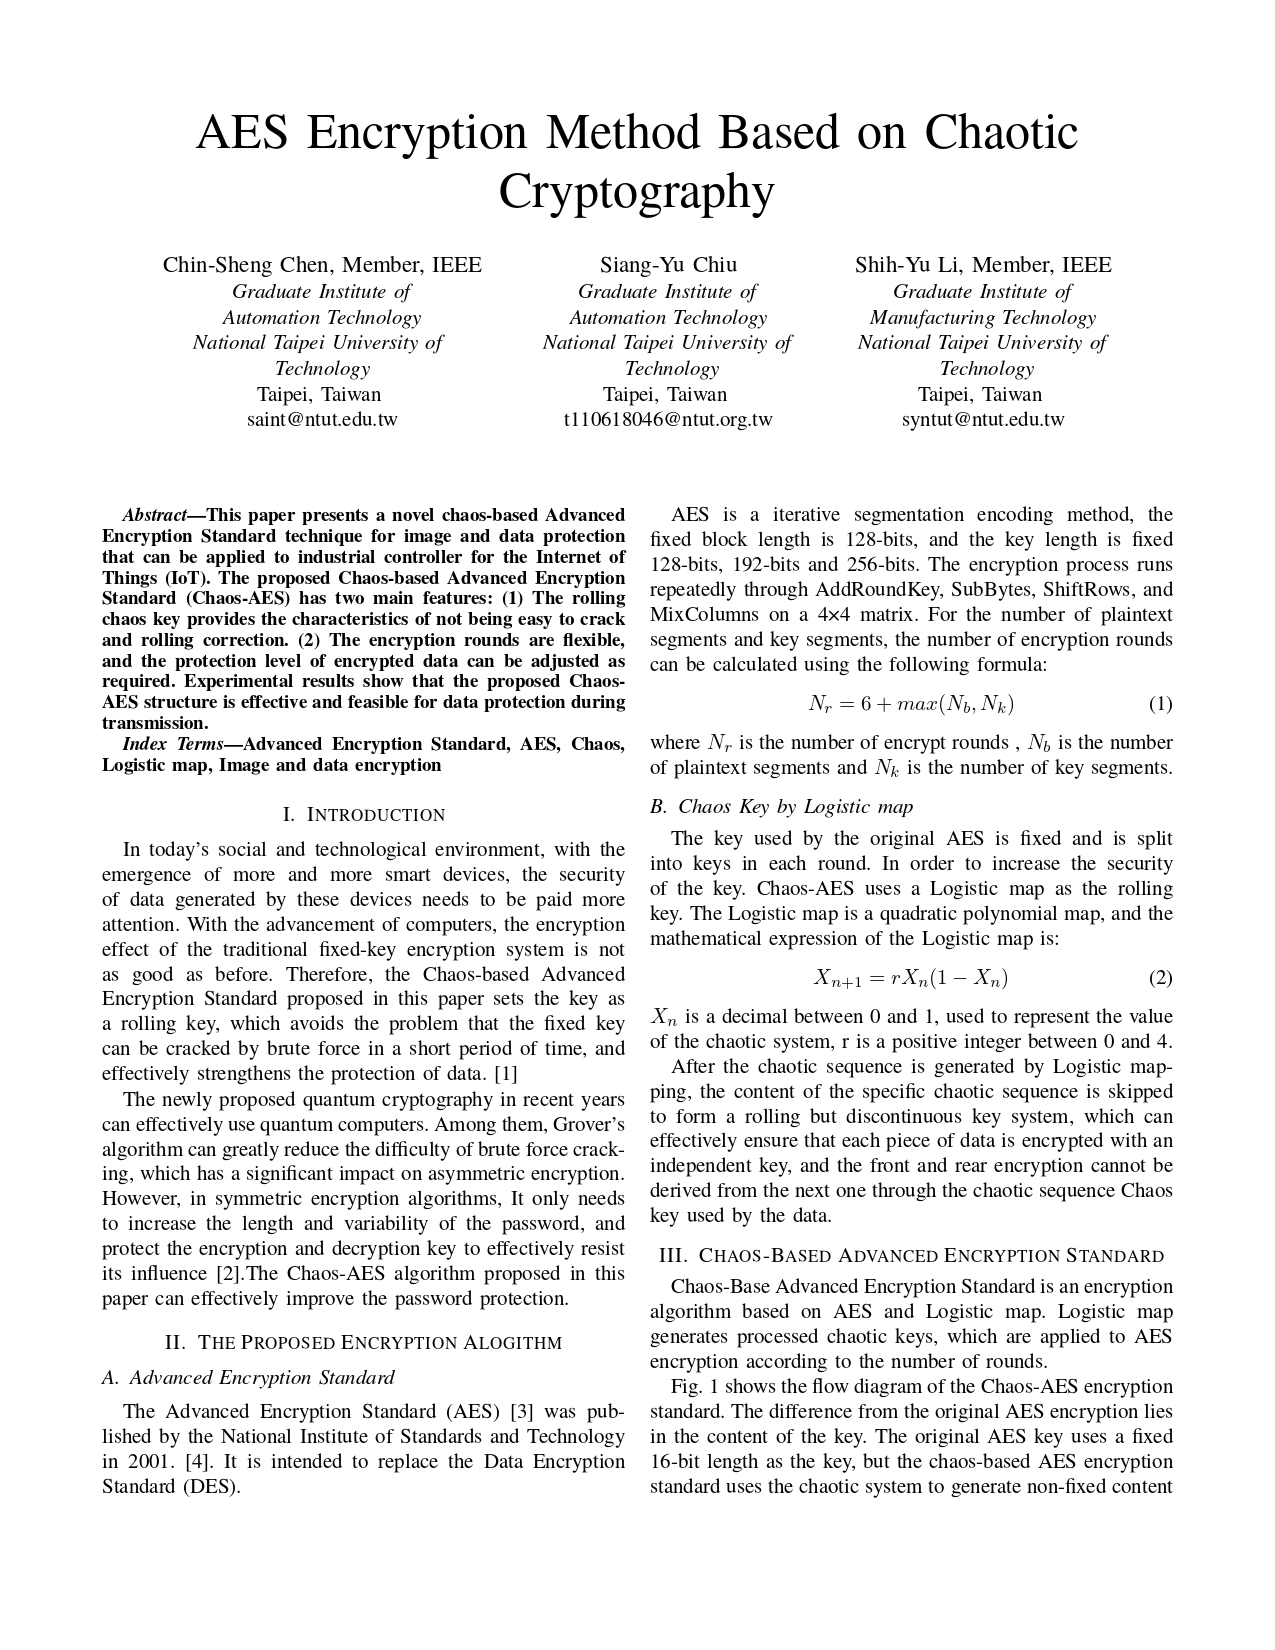 AES Encryption Method Based on Chaotic
Cryptography
Chin-Sheng Chen, Member, IEEE
Graduate Institute of
Automation Technology
National Taipei University of
Technology
Taipei, Taiwan
saint@ntut.edu.tw
Siang-Yu Chiu
Graduate Institute of
Automation Technology
National Taipei University of
Technology
Taipei, Taiwan
t110618046@ntut.org.tw
Shih-Yu Li, Member, IEEE
Graduate Institute of
Manufacturing Technology
National Taipei University of
Technology
Taipei, Taiwan
syntut@ntut.edu.tw
Abstract—This paper presents a novel chaos-based Advanced
Encryption Standard technique for image and data protection
that can be applied to industrial controller for the Internet of
Things (IoT). The proposed Chaos-based Advanced Encryption
Standard (Chaos-AES) has two main features: (1) The rolling
chaos key provides the characteristics of not being easy to crack
and rolling correction. (2) The encryption rounds are flexible,
and the protection level of encrypted data can be adjusted as
required. Experimental results show that the proposed Chaos-
AES structure is effective and feasible for data protection during
transmission.
Index Terms—Advanced Encryption Standard, AES, Chaos,
Logistic map, Image and data encryption
I. INTRODUCTION
In today's social and technological environment, with the
emergence of more and more smart devices, the security
of data generated by these devices needs to be paid more
attention. With the advancement of computers, the encryption
effect of the traditional fixed-key encryption system is not
as good as before. Therefore, the Chaos-based Advanced
Encryption Standard proposed in this paper sets the key as
a rolling key, which avoids the problem that the fixed key
can be cracked by brute force in a short period of time, and
effectively strengthens the protection of data. [1]
The newly proposed quantum cryptography in recent years
can effectively use quantum computers. Among them, Grover's
algorithm can greatly reduce the difficulty of brute force crack-
ing, which has a significant impact on asymmetric encryption.
However, in symmetric encryption algorithms, It only needs
to increase the length and variability of the password, and
protect the encryption and decryption key to effectively resist
its influence [2].The Chaos-AES algorithm proposed in this
paper can effectively improve the password protection.
II. THE PROPOSED ENCRYPTION ALOGITHM
A. Advanced Encryption Standard
The Advanced Encryption Standard (AES) [3] was pub-
lished by the National Institute of Standards and Technology
in 2001. [4]. It is intended to replace the Data Encryption
Standard (DES).
AES is a iterative segmentation encoding method, the
fixed block length is 128-bits, and the key length is fixed
128-bits, 192-bits and 256-bits. The encryption process runs
repeatedly through AddRoundKey, SubBytes, ShiftRows, and
MixColumns on a 4×4 matrix. For the number of plaintext
segments and key segments, the number of encryption rounds
can be calculated using the following formula:
N_r = 6 + max(N_b, N_k) (1)
where N_r is the number of encrypt rounds , N_b is the number
of plaintext segments and N_k is the number of key segments.
B. Chaos Key by Logistic map
The key used by the original AES is fixed and is split
into keys in each round. In order to increase the security
of the key. Chaos-AES uses a Logistic map as the rolling
key. The Logistic map is a quadratic polynomial map, and the
mathematical expression of the Logistic map is:
X_{n+1} = rX_n(1 − X_n) (2)
X_n is a decimal between 0 and 1, used to represent the value
of the chaotic system, r is a positive integer between 0 and 4.
After the chaotic sequence is generated by Logistic map-
ping, the content of the specific chaotic sequence is skipped
to form a rolling but discontinuous key system, which can
effectively ensure that each piece of data is encrypted with an
independent key, and the front and rear encryption cannot be
derived from the next one through the chaotic sequence Chaos
key used by the data.
III. CHAOS-BASED ADVANCED ENCRYPTION STANDARD
Chaos-Base Advanced Encryption Standard is an encryption
algorithm based on AES and Logistic map. Logistic map
generates processed chaotic keys, which are applied to AES
encryption according to the number of rounds.
Fig. 1 shows the flow diagram of the Chaos-AES encryption
standard. The difference from the original AES encryption lies
in the content of the key. The original AES key uses a fixed
16-bit length as the key, but the chaos-based AES encryption
standard uses the chaotic system to generate non-fixed content